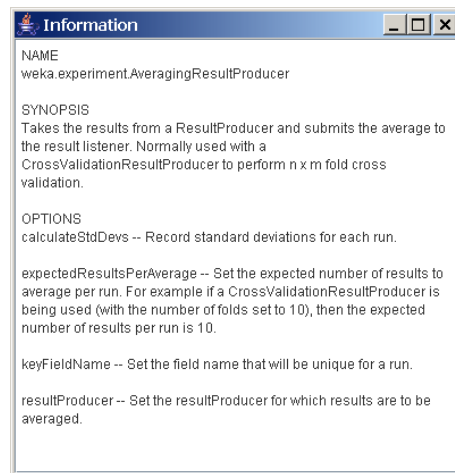 Information
NAME
weka.experiment.AveragingResultProducer
SYNOPSIS
Takes the results from a ResultProducer and submits the average to
the result listener. Normally used with a
CrossValidationResultProducer to perform n x m fold cross
validation.
OPTIONS
calculateStdDevs -- Record standard deviations for each run.
expectedResultsPerAverage -- Set the expected number of results to
average per run. For example if a CrossValidationResultProducer is
being used (with the number of folds set to 10), then the expected
number of results per run is 10.
keyFieldName -- Set the field name that will be unique for a run.
resultProducer -- Set the resultProducer for which results are to be
averaged.